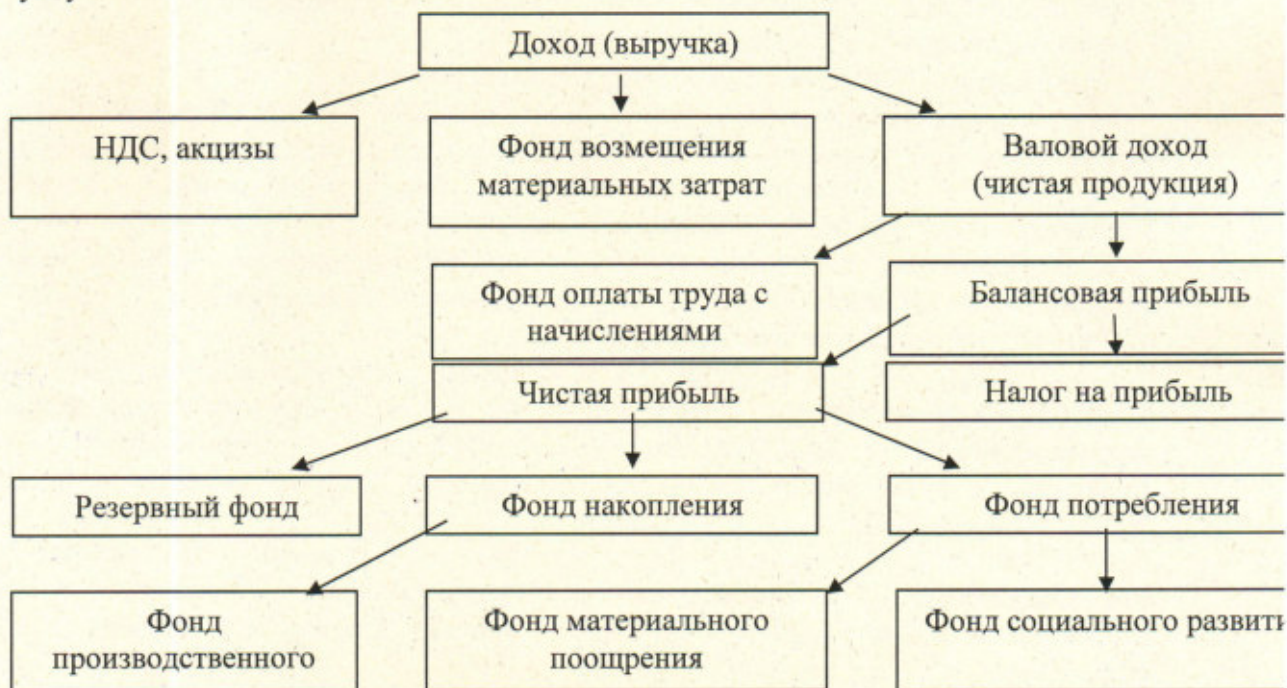 Доход (выручка)
НДС, акцизы
Фонд возмещения
материальных затрат
Валовой доход
(чистая продукция)
Фонд оплаты труда с
начислениями
Балансовая прибыль
Чистая прибыль
Налог на прибыль
Резервный фонд
Фонд накопления
Фонд потребления
Фонд
производственного
Фонд материального
поощрения
Фонд социального развити